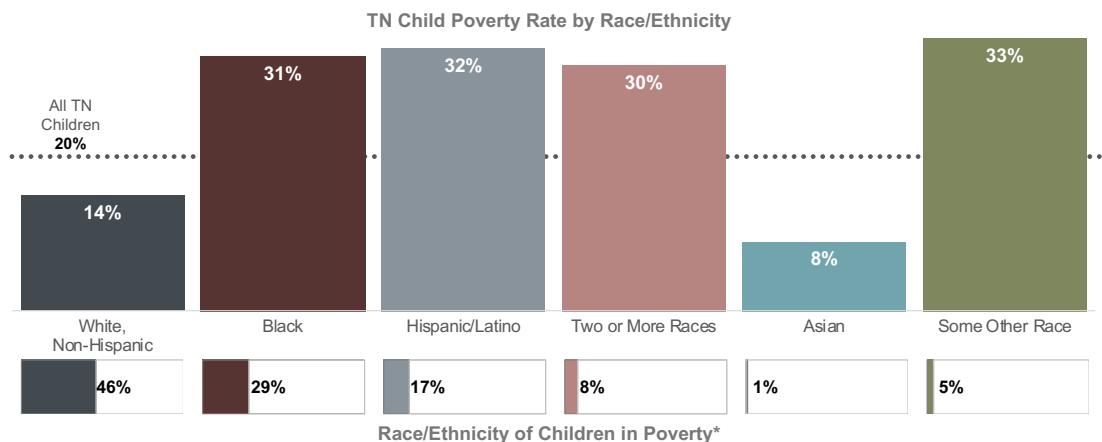 TN Child Poverty Rate by Race/Ethnicity
All TN
Children
20%
14%
31%
32%
30%
8%
33%
White,
Non-Hispanic
Black
Hispanic/Latino
Two or More Races
Asian
Some Other Race
46%
29%
17%
8%
1%
5%
Race/Ethnicity of Children in Poverty*